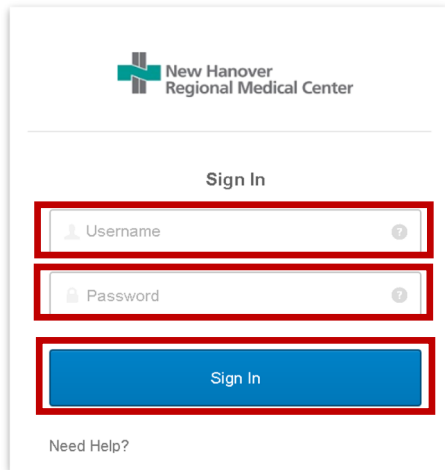 New Hanover
Regional Medical Center
Sign In
Username
?
Password
?
Sign In
Need Help?